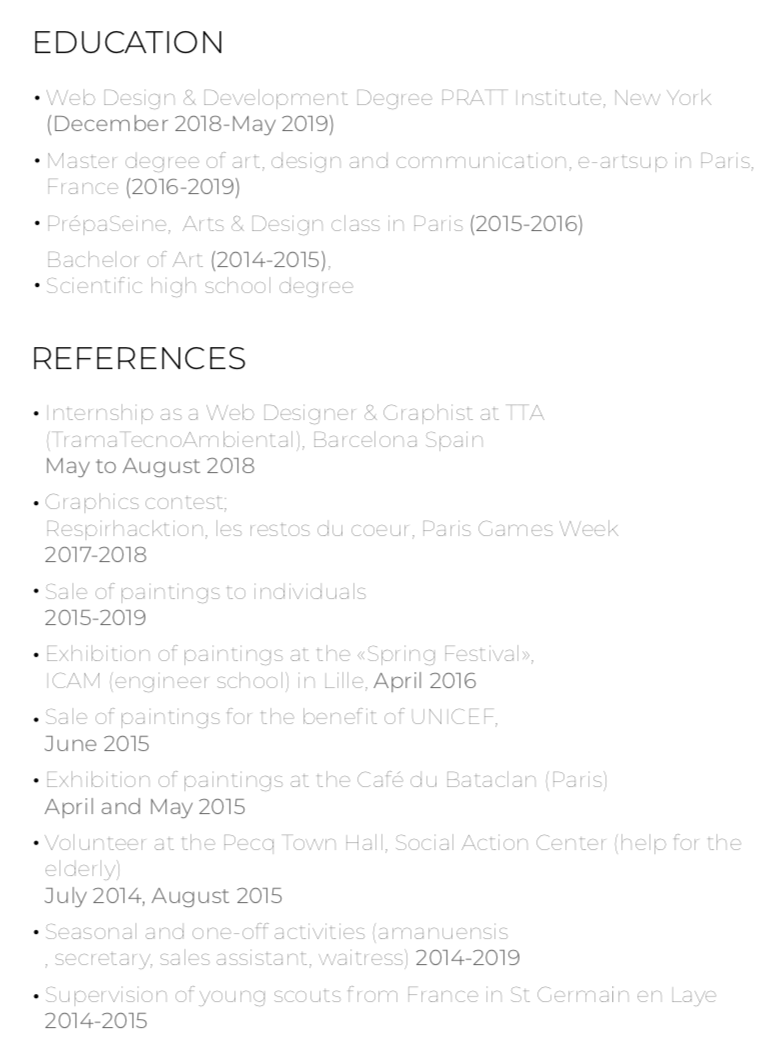 EDUCATION
• Web Design & Development Degree PRATT Institute, New York
(December 2018-May 2019)
• Master degree of art, design and communication, e-artsup in Paris,
France (2016-2019)
• PrépaSeine,  Arts & Design class in Paris (2015-2016)
Bachelor of Art (2014-2015),
• Scientific high school degree
REFERENCES
• Internship as a Web Designer & Graphist at TTA
(TramaTecnoAmbiental), Barcelona Spain
May to August 2018
• Graphics contest;
Respirhacktion, les restos du coeur, Paris Games Week
2017-2018
• Sale of paintings to individuals
2015-2019
• Exhibition of paintings at the «Spring Festival»,
ICAM (engineer school) in Lille, April 2016
• Sale of paintings for the benefit of UNICEF,
June 2015
• Exhibition of paintings at the Café du Bataclan (Paris)
April and May 2015
• Volunteer at the Pecq Town Hall, Social Action Center (help for the
elderly)
July 2014, August 2015
• Seasonal and one-off activities (amanuensis
, secretary, sales assistant, waitress) 2014-2019
• Supervision of young scouts from France in St Germain en Laye
2014-2015